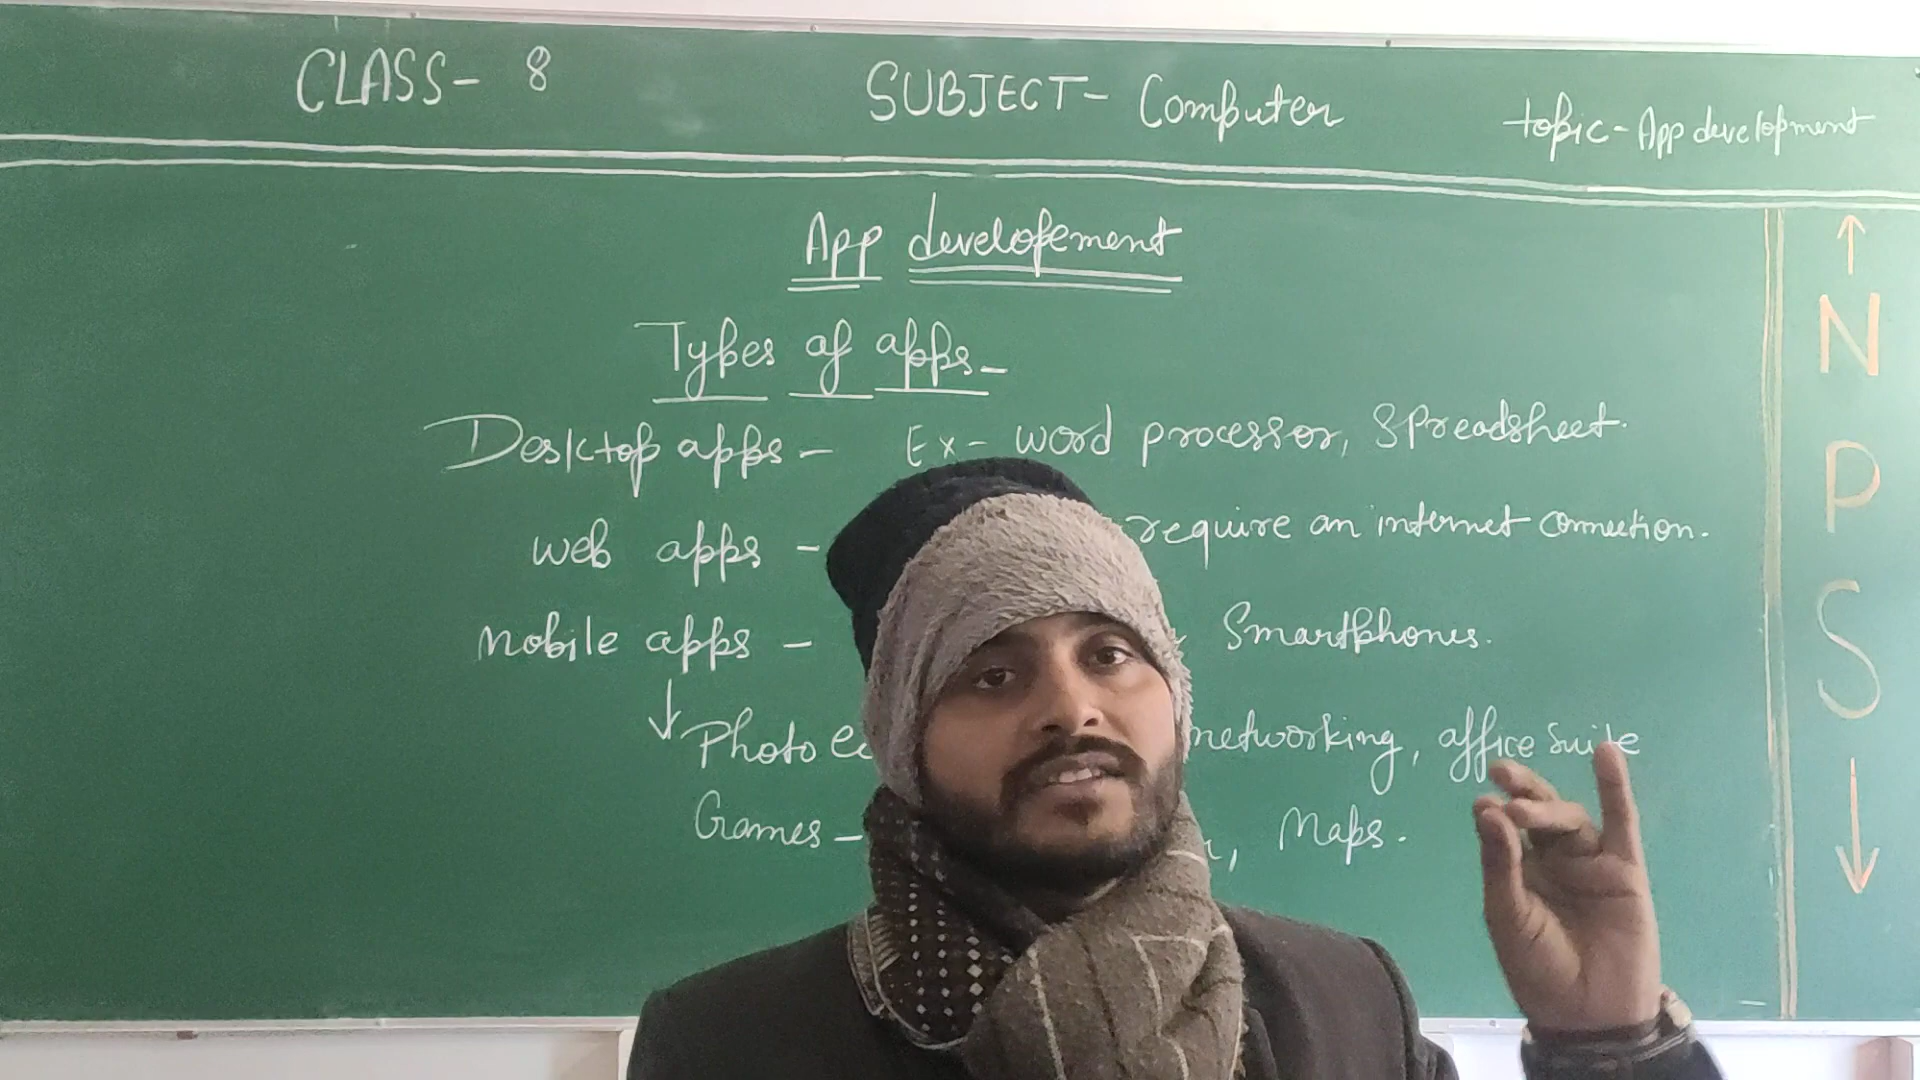 CLASS- 8
SUBJECT- Computer
topic- App development
App developement
Types of apps-
Desktop apps - Ex- word processor, Spreadsheet.
web apps - require an internet connection.
Mobile apps - Smartphones.
↓ Photo networking, office suite
Games - , Maps.
↑
N
P
S
↓